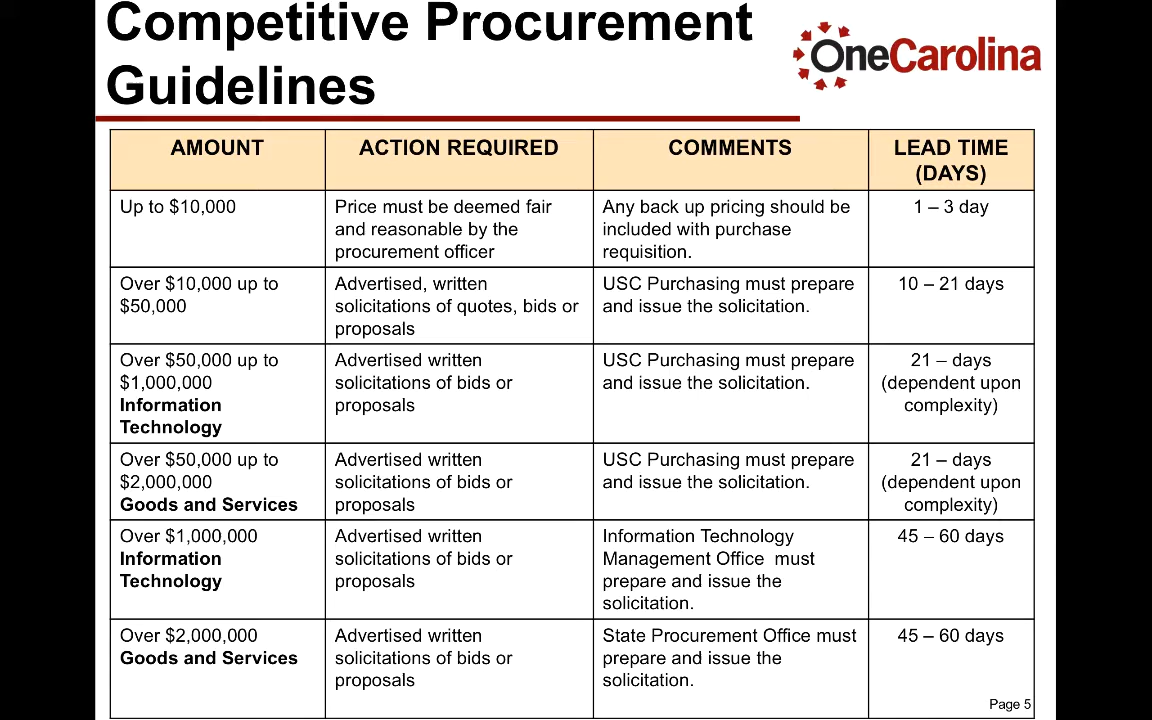 Competitive Procurement
Guidelines
OneCarolina
AMOUNT
ACTION REQUIRED
COMMENTS
LEAD TIME
(DAYS)
Up to $10,000
Price must be deemed fair
and reasonable by the
procurement officer
Any back up pricing should be
included with purchase
requisition.
1 – 3 day
Over $10,000 up to
$50,000
Advertised, written
solicitations of quotes, bids or
proposals
USC Purchasing must prepare
and issue the solicitation.
10 – 21 days
Over $50,000 up to
$1,000,000
Information
Technology
Advertised written
solicitations of bids or
proposals
USC Purchasing must prepare
and issue the solicitation.
21 – days
(dependent upon
complexity)
Over $50,000 up to
$2,000,000
Goods and Services
Advertised written
solicitations of bids or
proposals
USC Purchasing must prepare
and issue the solicitation.
21 – days
(dependent upon
complexity)
Over $1,000,000
Information
Technology
Advertised written
solicitations of bids or
proposals
Information Technology
Management Office  must
prepare and issue the
solicitation.
45 – 60 days
Over $2,000,000
Goods and Services
Advertised written
solicitations of bids or
proposals
State Procurement Office must
prepare and issue the
solicitation.
45 – 60 days
Page 5